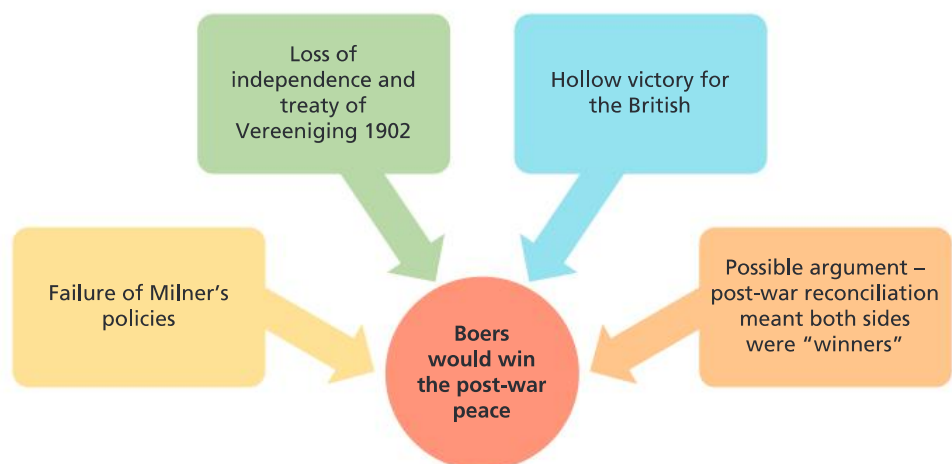 Loss of
independence and
treaty of
Vereeniging 1902
Hollow victory for
the British
Failure of Milner's
policies
Possible argument –
post-war reconciliation
meant both sides
were “winners”
Boers
would win
the post-war
peace